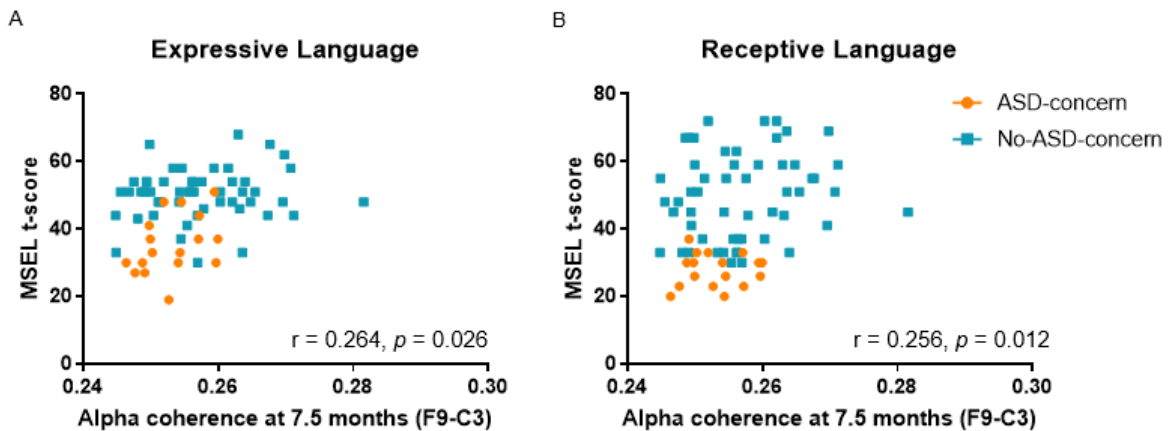 A
Expressive Language
MSEL t-score
80
60
40
20
0
r = 0.264, p = 0.026
0.24
0.26
0.28
0.30
Alpha coherence at 7.5 months (F9-C3)
B
Receptive Language
MSEL t-score
80
60
40
20
0
r = 0.256, p = 0.012
0.24
0.26
0.28
0.30
Alpha coherence at 7.5 months (F9-C3)
ASD-concern
No-ASD-concern